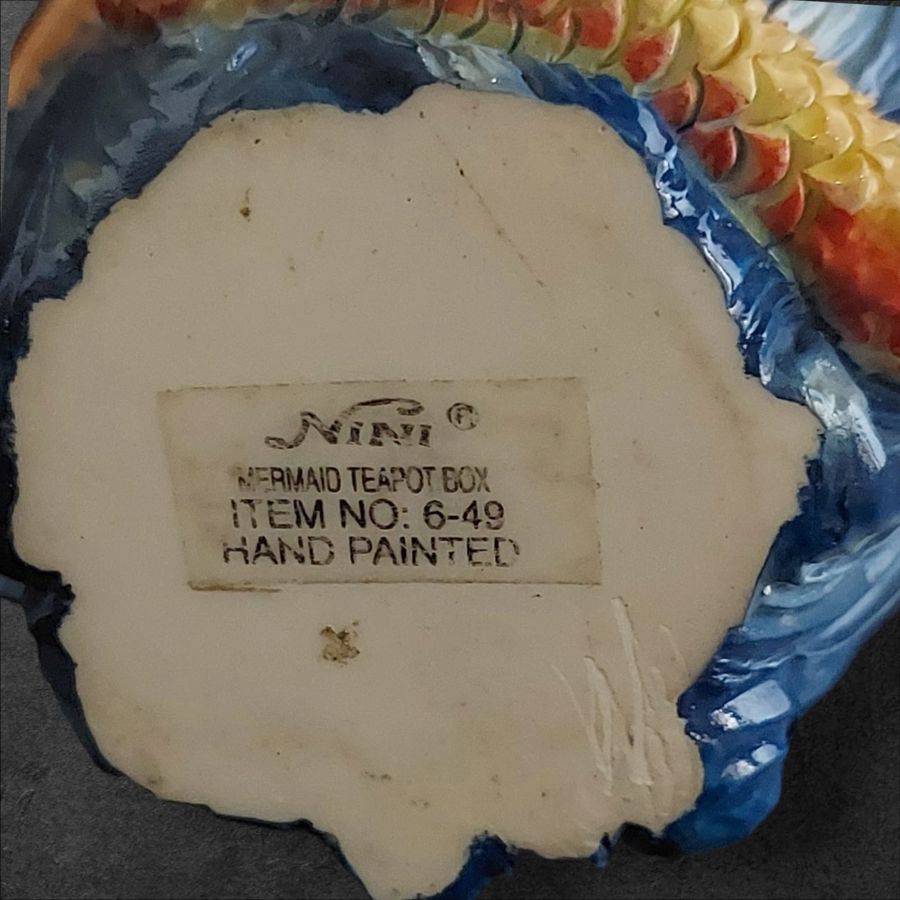 NiNi ®
MERMAID TEAPOT BOX
ITEM NO: 6-49
HAND PAINTED